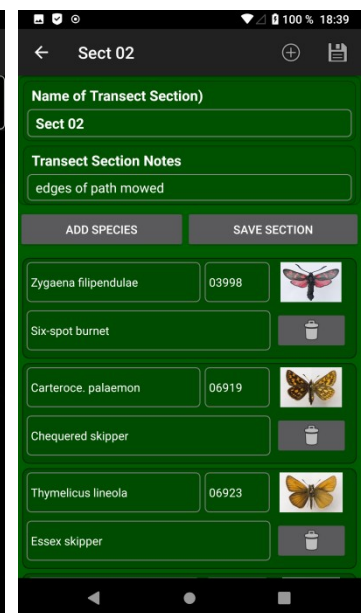 100 % 18:39
Sect 02
Name of Transect Section)
Sect 02
Transect Section Notes
edges of path mowed
ADD SPECIES SAVE SECTION
Zygaena filipendulae 03998
Six-spot burnet
Carteroce. palaemon 06919
Chequered skipper
Thymelicus lineola 06923
Essex skipper